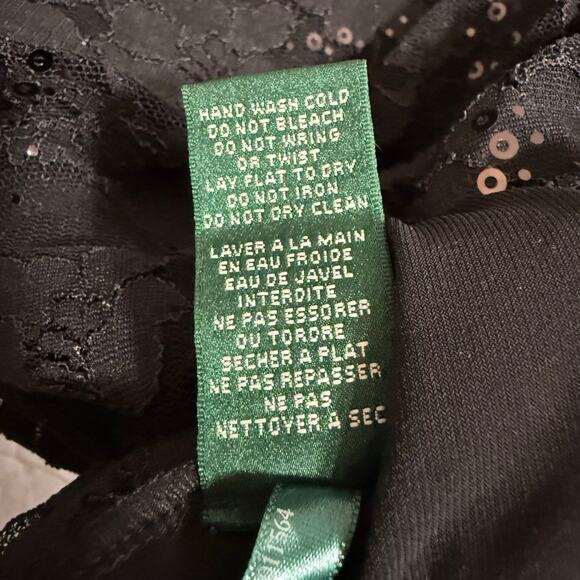 HAND WASH COLD
DO NOT BLEACH
DO NOT WRING
OR TWIST
LAY FLAT TO DRY
DO NOT IRON
DO NOT DRY CLEAN
LAVER A LA MAIN
EN EAU FROIDE
EAU DE JAVEL
INTERDITE
NE PAS ESSORER
OU TORDRE
SECHER A PLAT
NE PAS REPASSER
NE PAS
NETTOYER A SEC